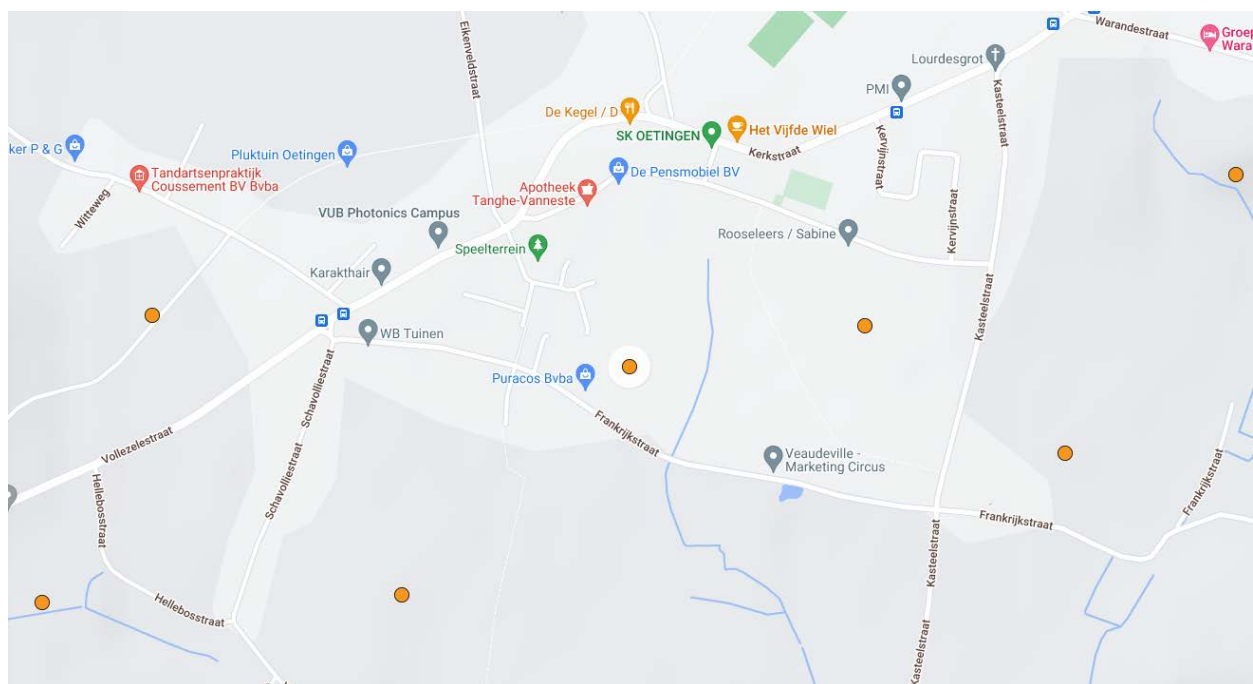 Warandestraat
Groep
Wara
Lourdesgrot
Eikenveldstraat
PMI
De Kegel / D
Kasteelstraat
SK OETINGEN
Het Vijfde Wiel
Kerkstraat
Kervijnstraat
ker P & G
Pluktuin Oetingen
Tandartsenpraktijk
Coussement BV Bvba
De Pensmobiel BV
Apotheek
Tanghe-Vanneste
Witteweg
VUB Photonics Campus
Kervijnstraat
Rooseleers / Sabine
Speelterrein
Karakthair
WB Tuinen
Kasteelstraat
Schavolliestraat
Puracos Bvba
Frankrijkstraat
Vollezelestraat
Veaudeville -
Marketing Circus
Schavolliestraat
Hellebosstraat
Frankrijkstraat
Frankrijkstraat
Kasteelstraat
Hellebosstraat
Kasteelstraat